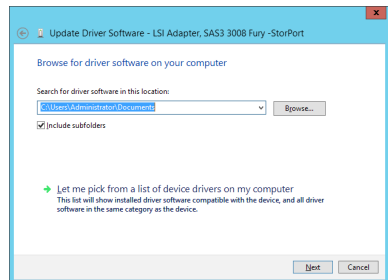 Update Driver Software - LSI Adapter, SAS3 3008 Fury -StorPort
Browse for driver software on your computer
Search for driver software in this location:
C:\Users\Administrator\Documents
Browse...
Include subfolders
Let me pick from a list of device drivers on my computer
This list will show installed driver software compatible with the device, and all driver
software in the same category as the device.
Next
Cancel